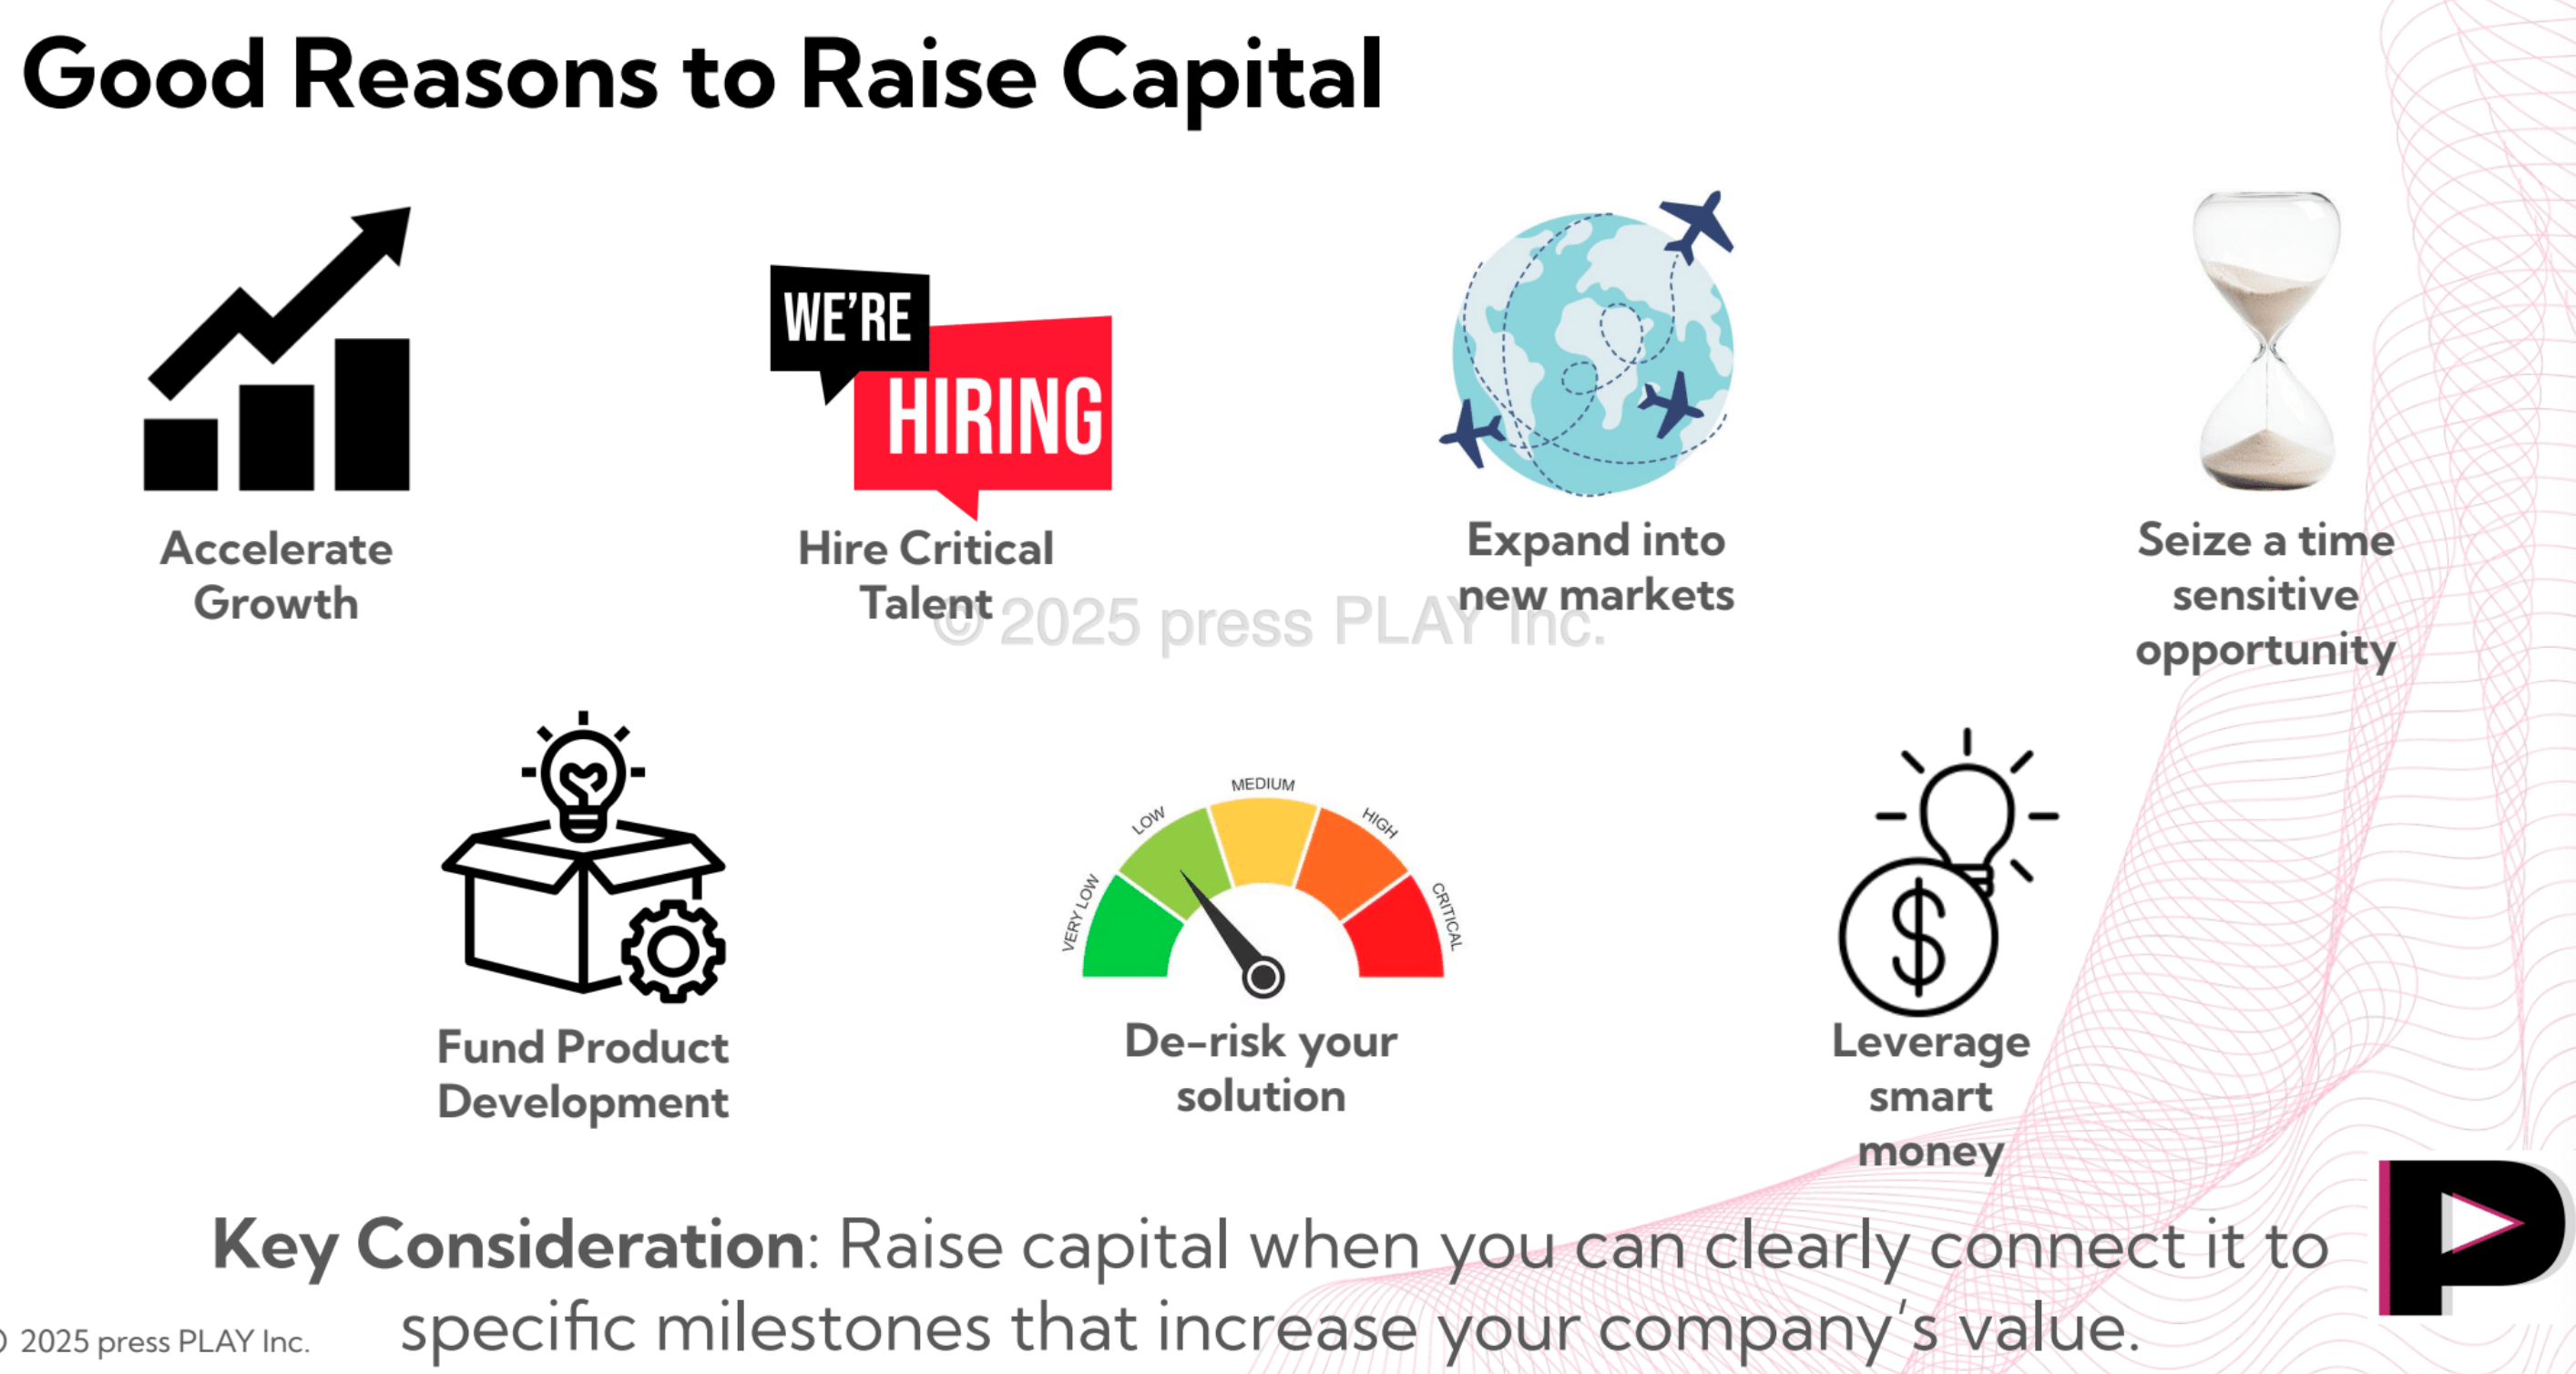 Good Reasons to Raise Capital
WE'RE
HIRING
Accelerate
Growth
Hire Critical
Talent
Expand into
new markets
Seize a time
sensitive
opportunity
© 2025 press PLAY Inc.
VERY LOW
LOW
MEDIUM
HIGH
CRITICAL
Fund Product
Development
De-risk your
solution
Leverage
smart
money
Key Consideration: Raise capital when you can clearly connect it to
specific milestones that increase your company's value.
© 2025 press PLAY Inc.
P